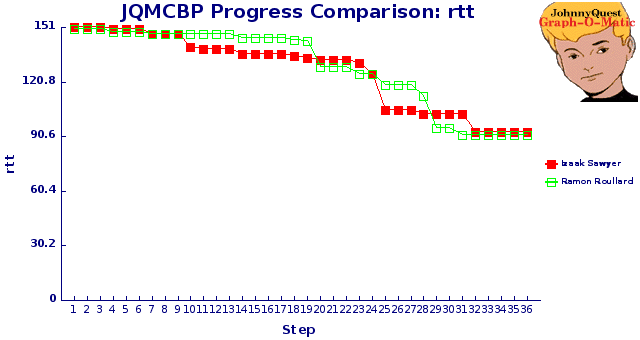 JQMCBP Progress Comparison: rtt
JohnnyQuest
Graph-O-Matic
151
120.8
90.6
60.4
30.2
0
rtt
1 2 3 4 5 6 7 8 9 10 11 12 13 14 15 16 17 18 19 20 21 22 23 24 25 26 27 28 29 30 31 32 33 34 35 36
Step
Izaak Sawyer
Ramon Roullard